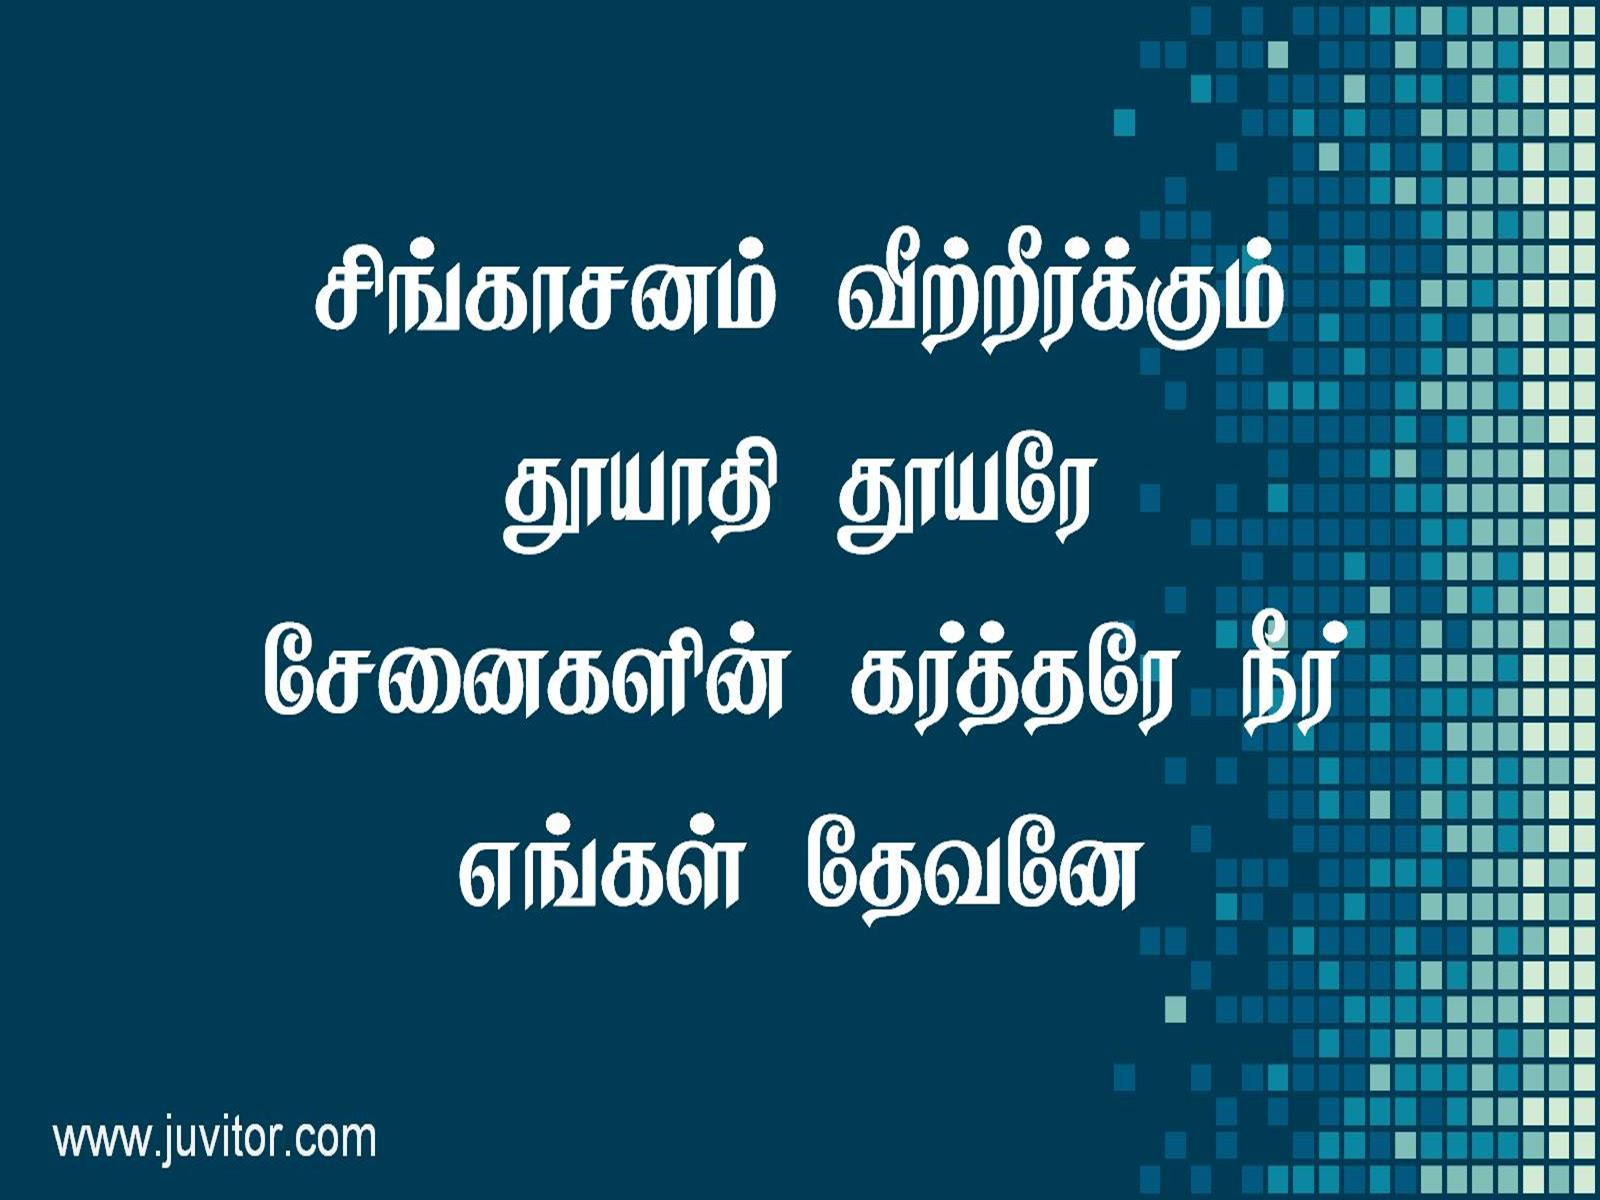 சிங்காசனம் வீற்றீர்க்கும்
தூயாதி தூயரே
சேனைகளின் கர்த்தரே நீர்
எங்கள் தேவனே
www.juvitor.com